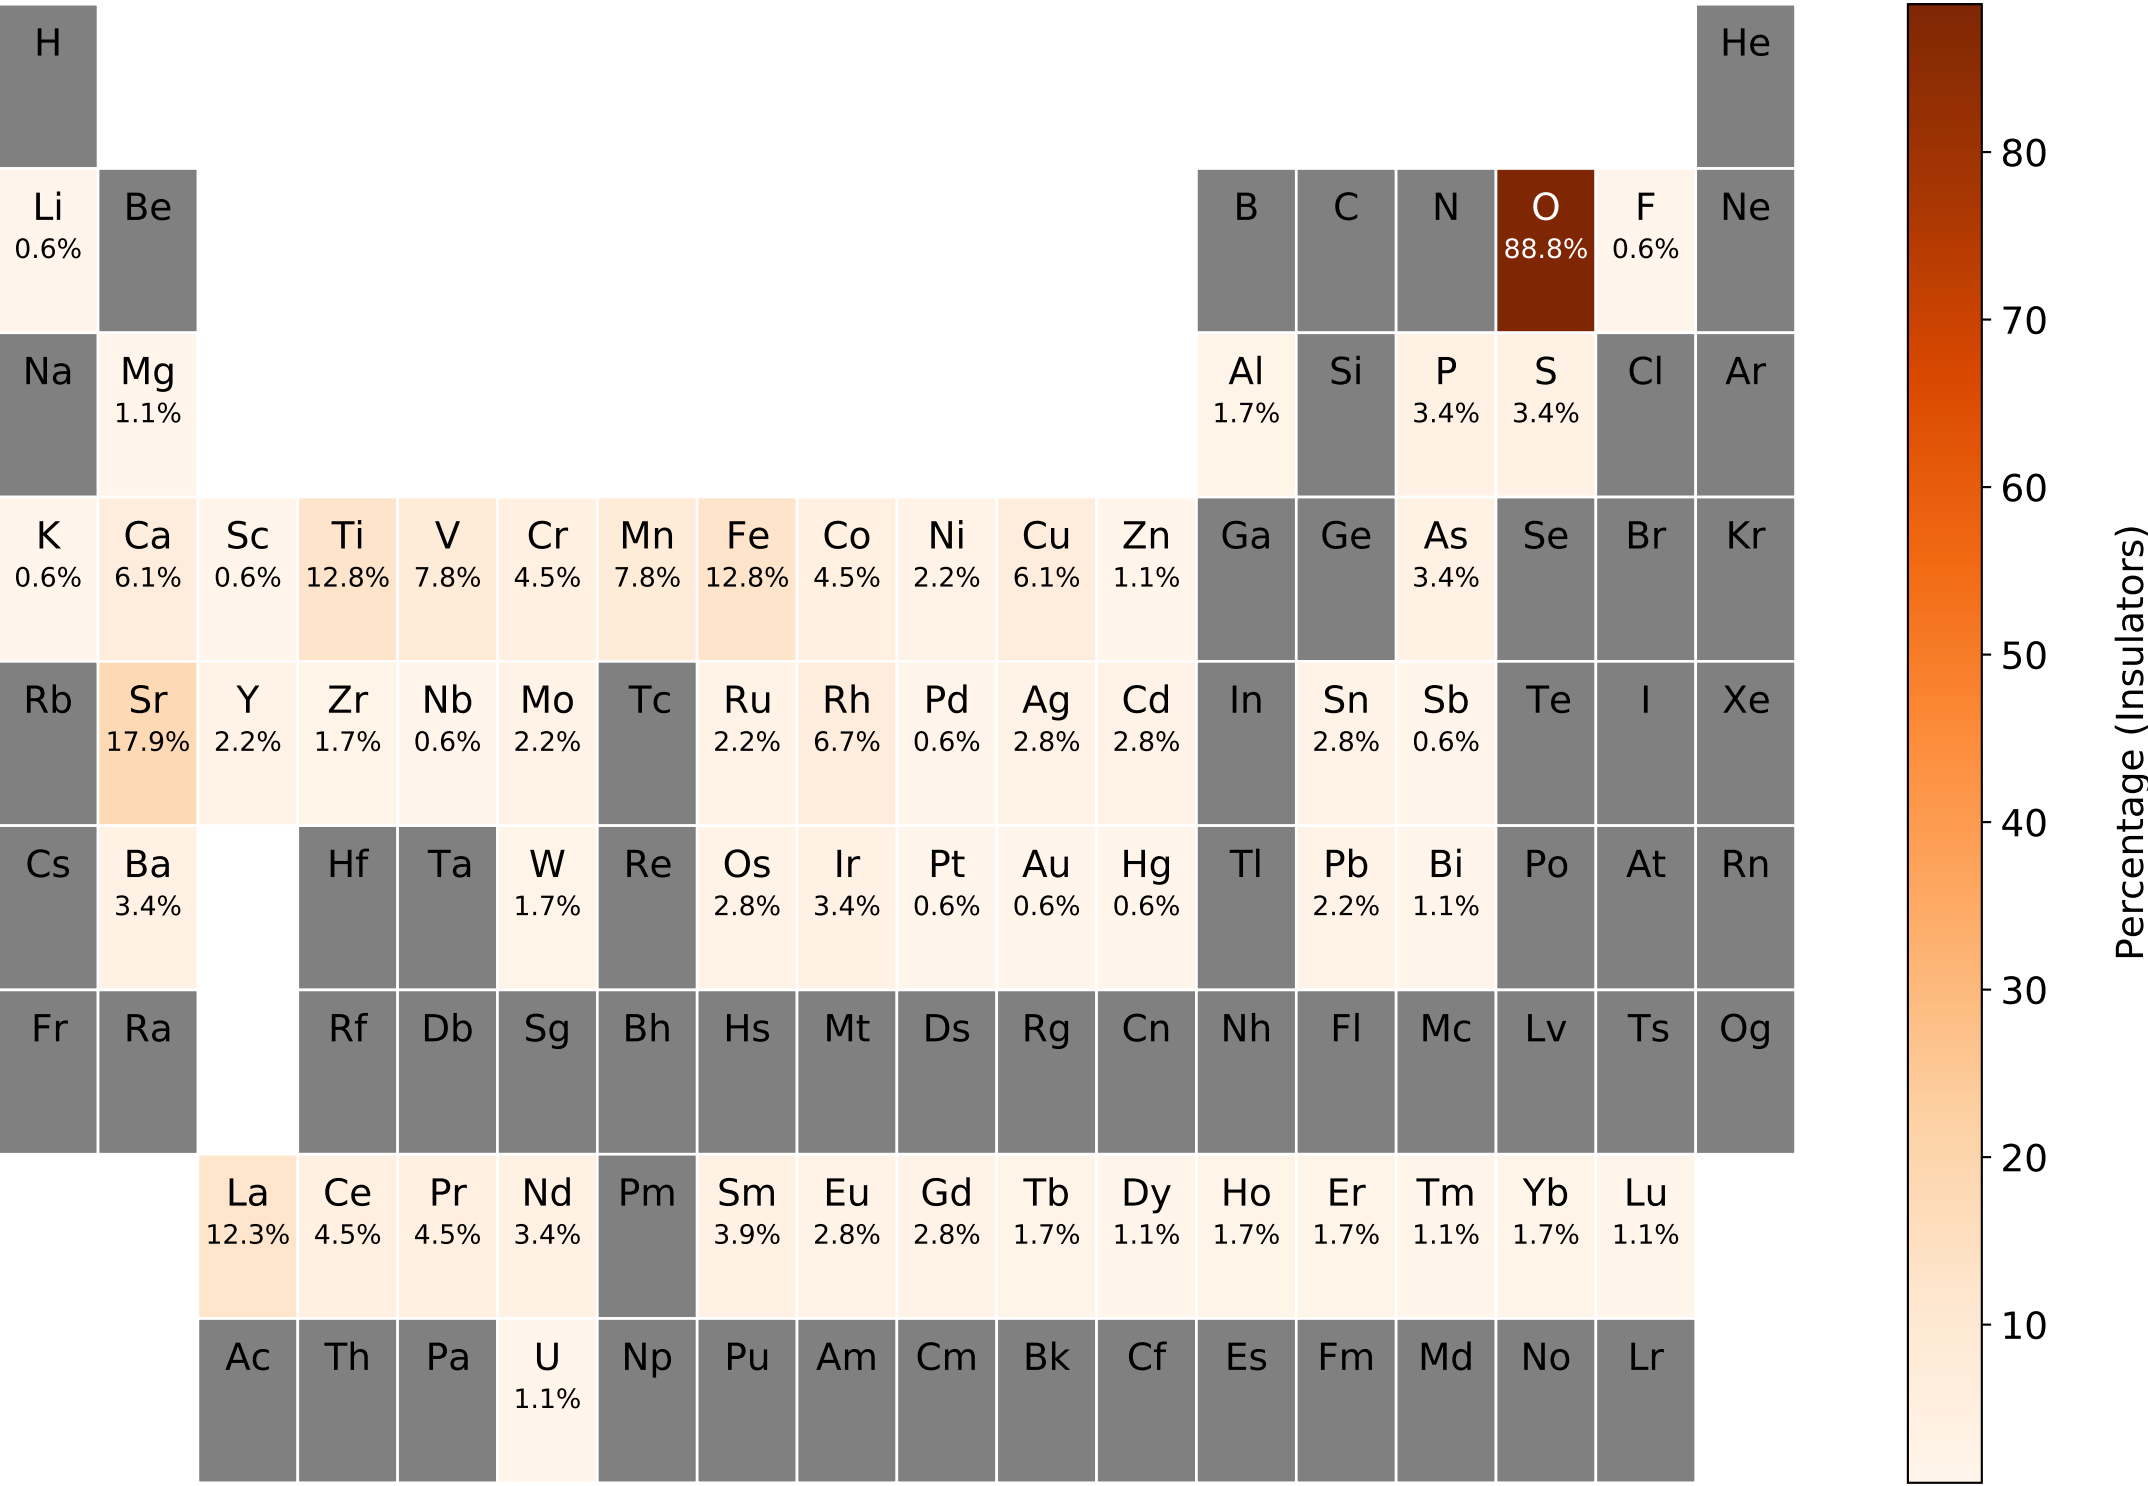 H He
Li Be B C N O F Ne
0.6% 88.8% 0.6%
Na Mg Al Si P S Cl Ar
1.1% 1.7% 3.4% 3.4%
K Ca Sc Ti V Cr Mn Fe Co Ni Cu Zn Ga Ge As Se Br Kr
0.6% 6.1% 0.6% 12.8% 7.8% 4.5% 7.8% 12.8% 4.5% 2.2% 6.1% 1.1% 3.4%
Rb Sr Y Zr Nb Mo Tc Ru Rh Pd Ag Cd In Sn Sb Te I Xe
17.9% 2.2% 1.7% 0.6% 2.2% 2.2% 6.7% 0.6% 2.8% 2.8% 2.8% 0.6%
Cs Ba Hf Ta W Re Os Ir Pt Au Hg Tl Pb Bi Po At Rn
3.4% 1.7% 2.8% 3.4% 0.6% 0.6% 0.6% 2.2% 1.1%
Fr Ra Rf Db Sg Bh Hs Mt Ds Rg Cn Nh Fl Mc Lv Ts Og
La Ce Pr Nd Pm Sm Eu Gd Tb Dy Ho Er Tm Yb Lu
12.3% 4.5% 4.5% 3.4% 3.9% 2.8% 2.8% 1.7% 1.1% 1.7% 1.7% 1.1% 1.7% 1.1%
Ac Th Pa U Np Pu Am Cm Bk Cf Es Fm Md No Lr
1.1%
80
70
60
50
40
30
20
10
Percentage (Insulators)